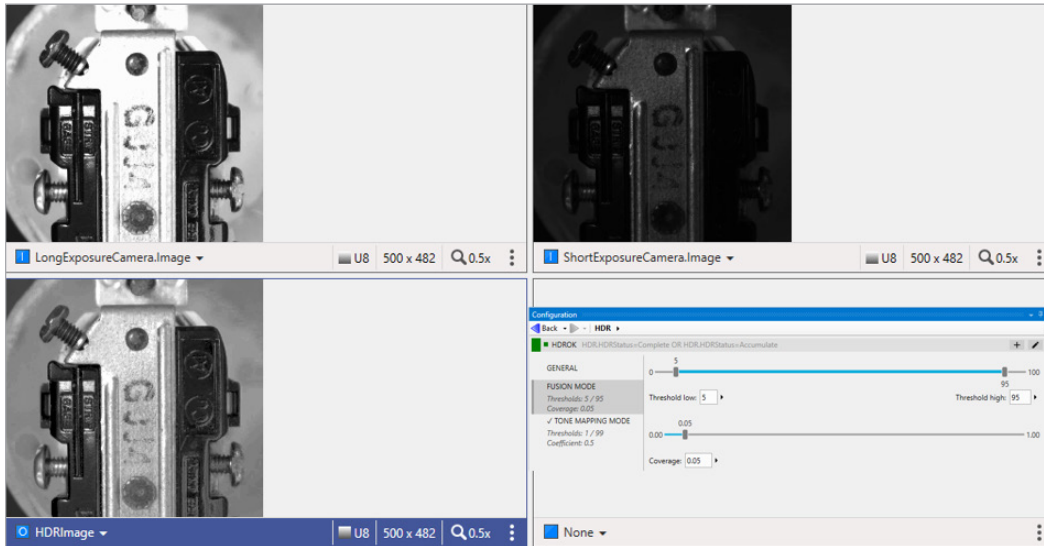 GJ1A
GJ1A
LongExposureCamera.Image
U8
500 x 482
0.5x
ShortExposureCamera.Image
U8
500 x 482
0.5x
GJ1A
Configuration
Back
HDR
HDROK HDR.HDRStatus=Complete OR HDR.HDRStatus=Accumulate
GENERAL
FUSION MODE
Thresholds: 5 / 95
Coverage: 0.05
✓ TONE MAPPING MODE
Thresholds: 1 / 99
Coefficient: 0.5
5
0
100
95
Threshold low: 5
Threshold high: 95
0.05
0.00
1.00
Coverage: 0.05
HDRImage
U8
500 x 482
0.5x
None